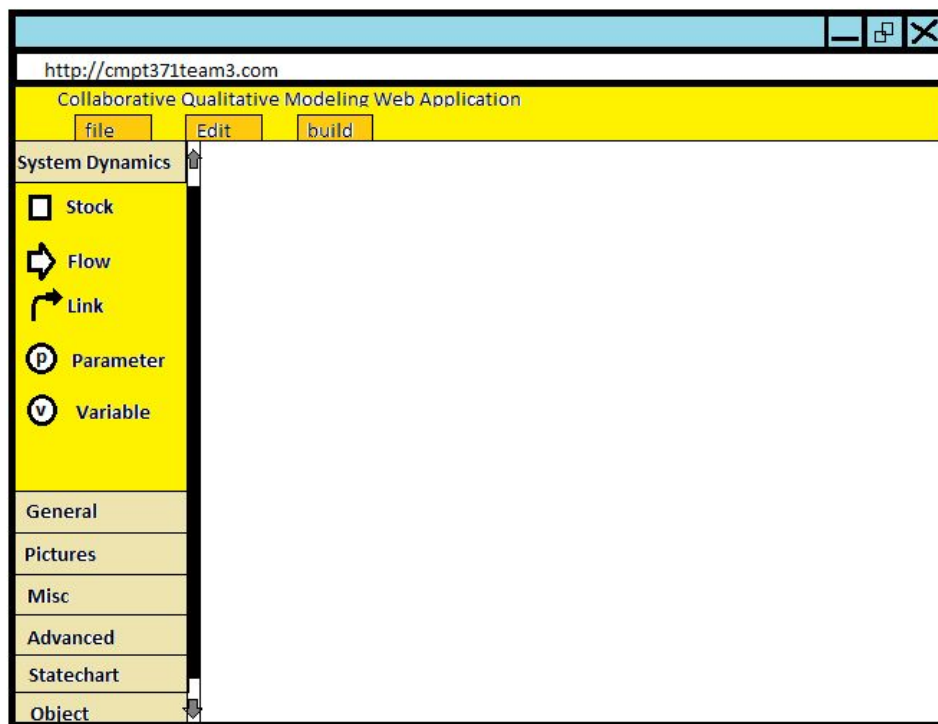 http://cmpt371team3.com
Collaborative Qualitative Modeling Web Application
file Edit build
System Dynamics
Stock
Flow
Link
p Parameter
v Variable
General
Pictures
Misc
Advanced
Statechart
Object